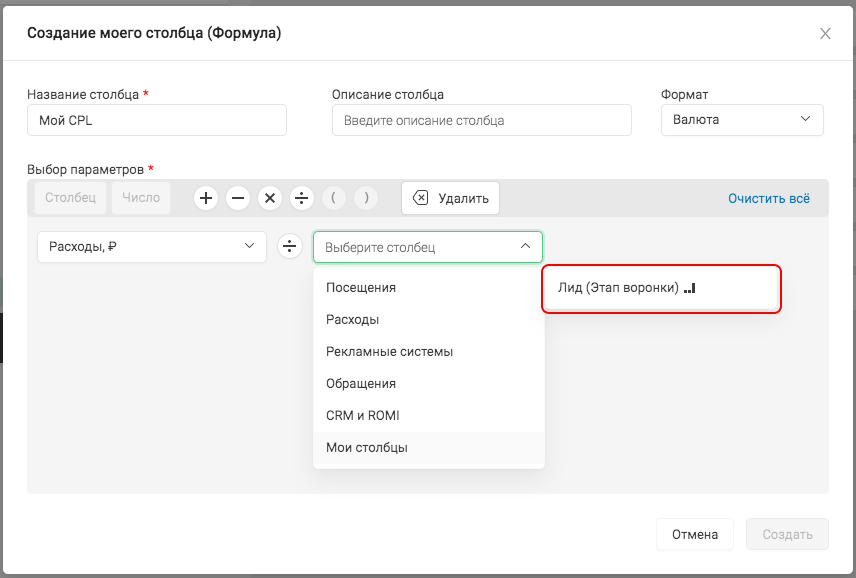 Создание моего столбца (Формула)
Название столбца *
Описание столбца
Формат
Мой CPL
Введите описание столбца
Валюта
Выбор параметров *
Столбец
Число
( )
Удалить
Очистить всё
Расходы, ₽
Выберите столбец
Посещения
Лид (Этап воронки)
Расходы
Рекламные системы
Обращения
CRM и ROMI
Мои столбцы
Отмена
Создать